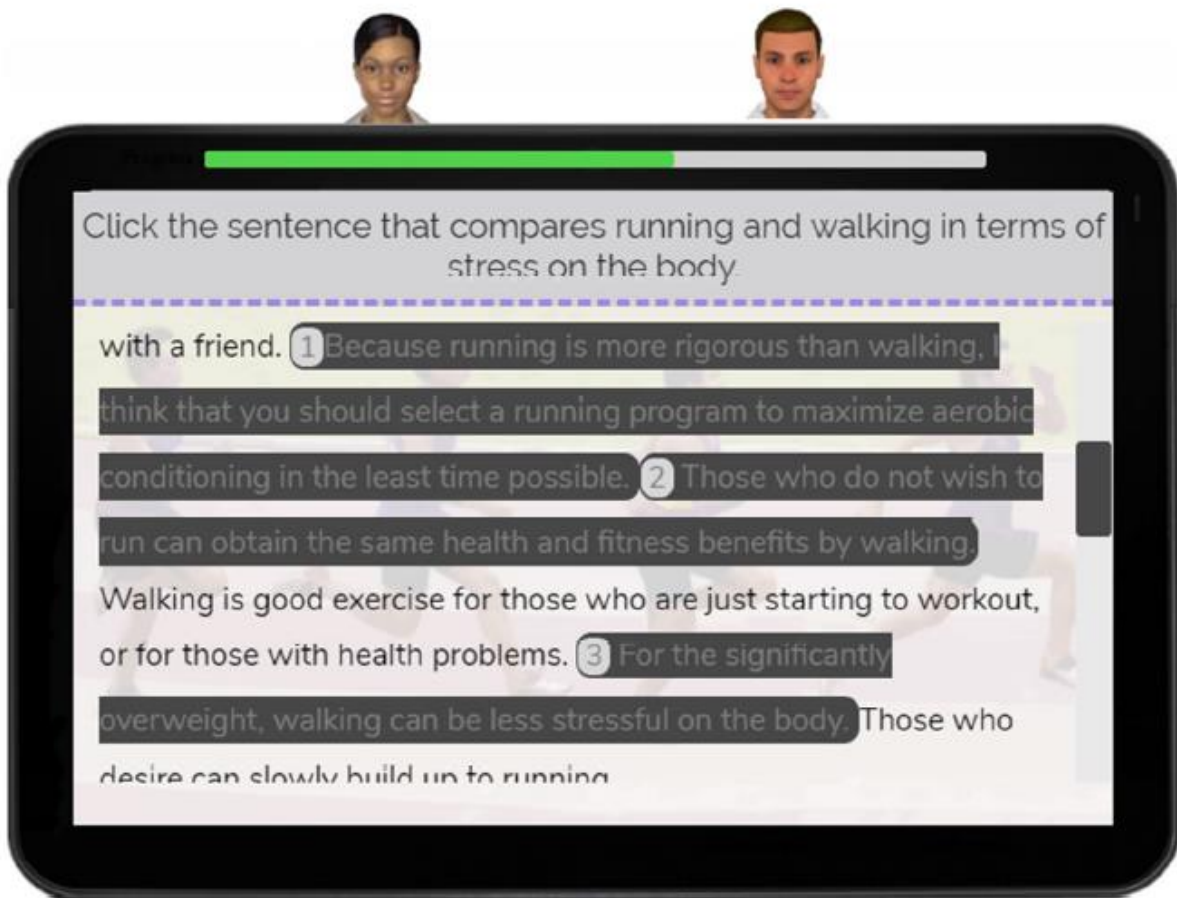 Click the sentence that compares running and walking in terms of
stress on the body.
with a friend. 1 Because running is more rigorous than walking, I
think that you should select a running program to maximize aerobic
conditioning in the least time possible. 2 Those who do not wish to
run can obtain the same health and fitness benefits by walking.
Walking is good exercise for those who are just starting to workout,
or for those with health problems. 3 For the significantly
overweight, walking can be less stressful on the body. Those who
desire can slowly build up to running